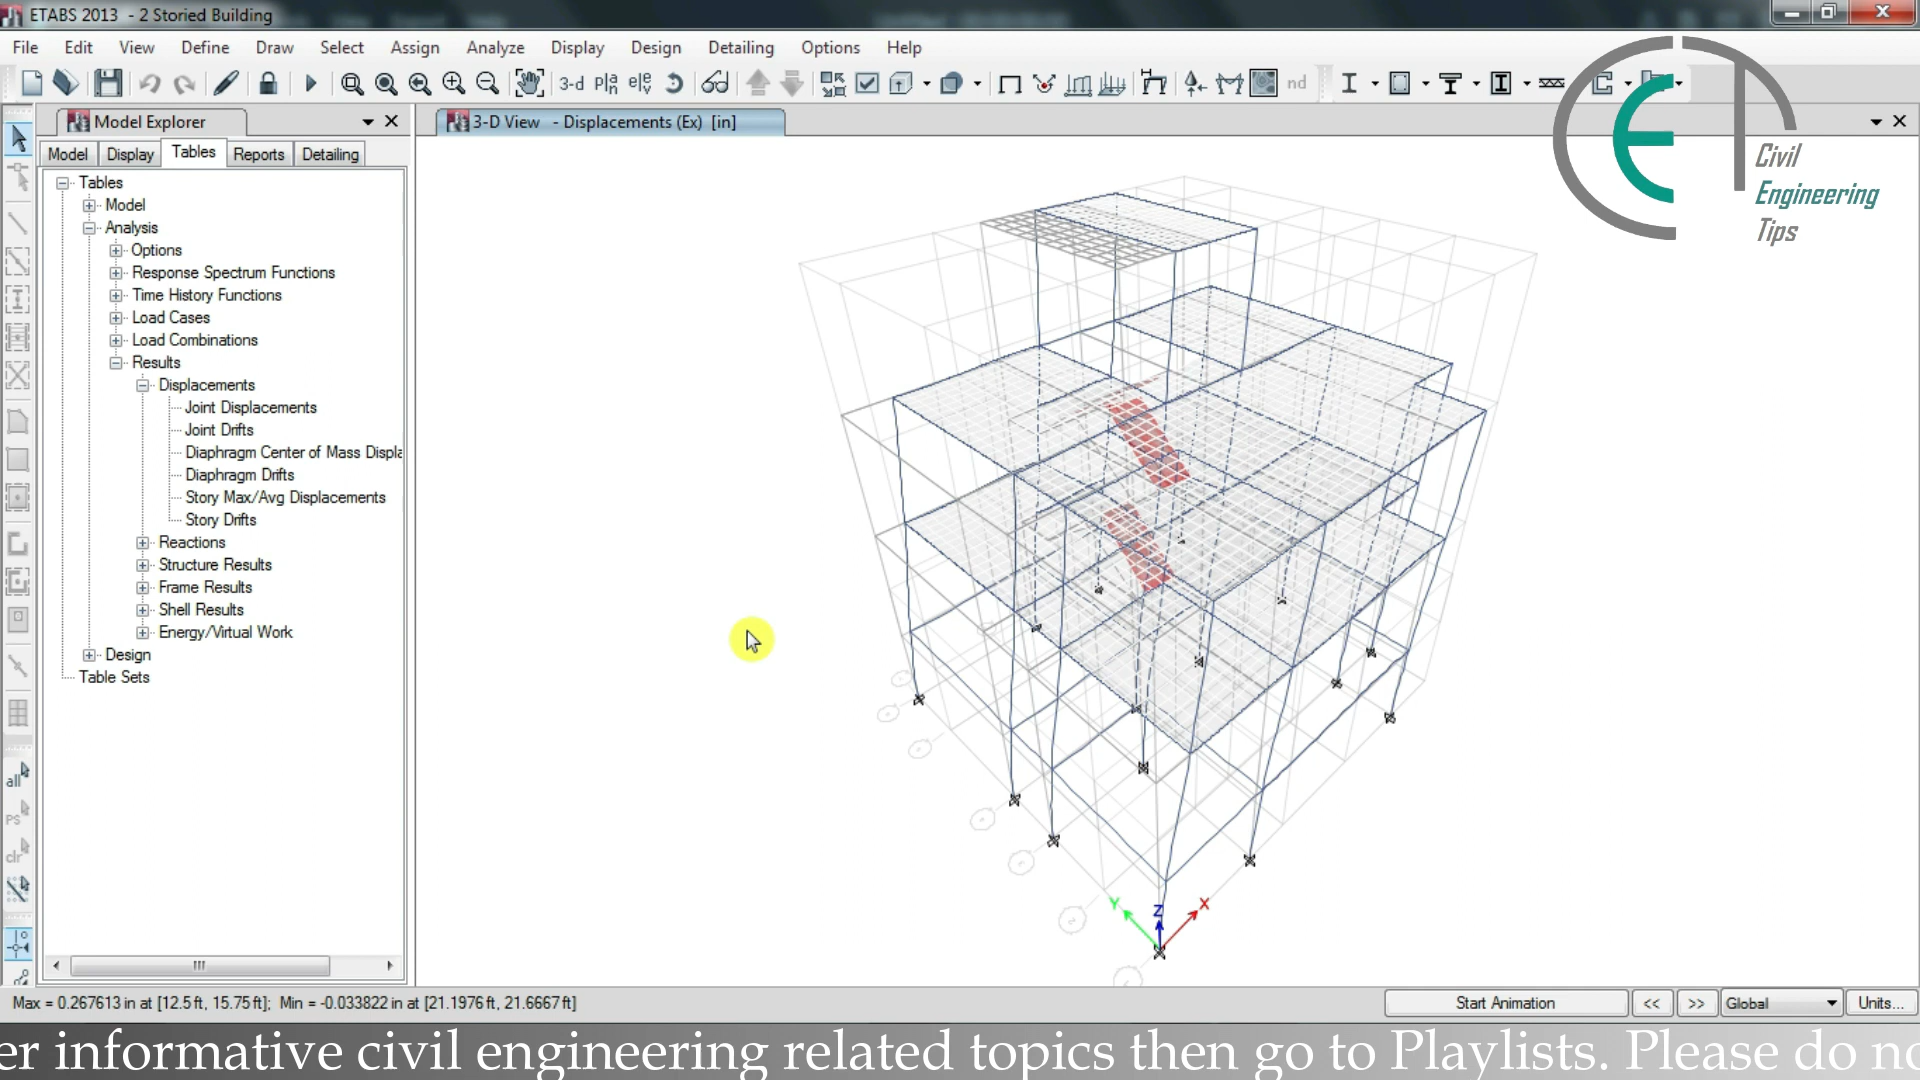 ETABS 2013 - 2 Storied Building
File Edit View Define Draw Select Assign Analyze Display Design Detailing Options Help
3-d
nd
Model Explorer
3-D View - Displacements (Ex) [in]
Model Display Tables Reports Detailing
Tables
Model
Analysis
Options
Response Spectrum Functions
Time History Functions
Load Cases
Load Combinations
Results
Displacements
Joint Displacements
Joint Drifts
Diaphragm Center of Mass Displa
Diaphragm Drifts
Story Max/Avg Displacements
Story Drifts
Reactions
Structure Results
Frame Results
Shell Results
Energy/Virtual Work
Design
Table Sets
all
ps
clr
Civil
Engineering
Tips
Y Z X
Max = 0.267613 in at [12.5 ft, 15.75 ft]; Min = -0.033822 in at [21.1976 ft, 21.6667 ft]
Start Animation << >> Global Units...
er informative civil engineering related topics then go to Playlists. Please do no